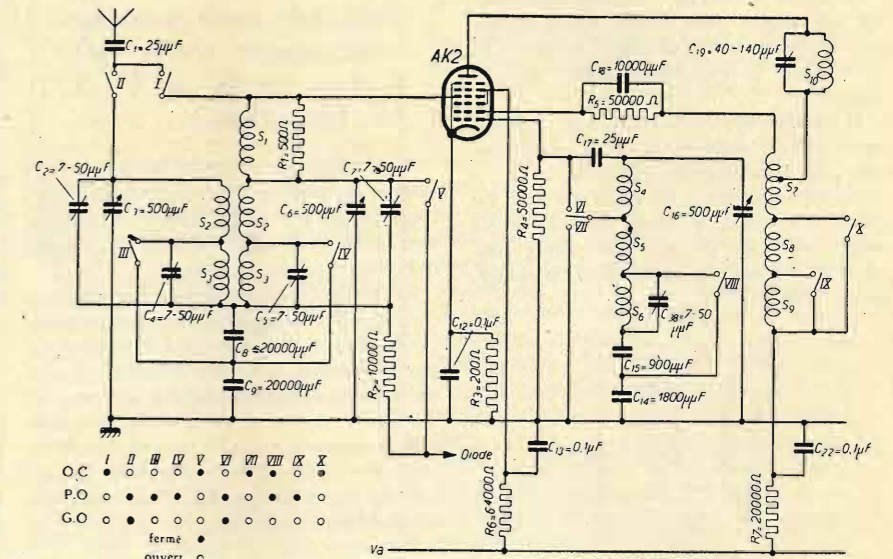 C1=25μμF
AK2
C19=40-140μμF
S10
II
I
C18=10000μμF
R5=50000Ω
S1
R1=500Ω
C17=25μμF
C2=7-50μμF
C3=500μμF
C6=500μμF
C7=7-50μμF
V
S2
S2
R4=50000Ω
VI
VII
S4
C16=500μμF
S7
X
III
S3
S3
IV
S5
S8
VIII
IX
C4=7-50μμF
C5=7-50μμF
S6
C38=7-50μμF
S9
C8=20000μμF
C12=0.1μF
R2=10000Ω
R3=200Ω
C15=900μμF
C9=20000μμF
C14=1800μμF
Diode
C13=0.1μF
C22=0.1μF
I II III IV V VI VII VIII IX X
O.C ● ○ ○ ○ ● ○ ● ● ○ ●
P.O ○ ● ● ● ○ ● ○ ● ● ○
G.O ○ ● ○ ○ ○ ● ○ ○ ○ ○
fermé ●
ouvert ○
R6=64000Ω
R7=20000Ω
Va